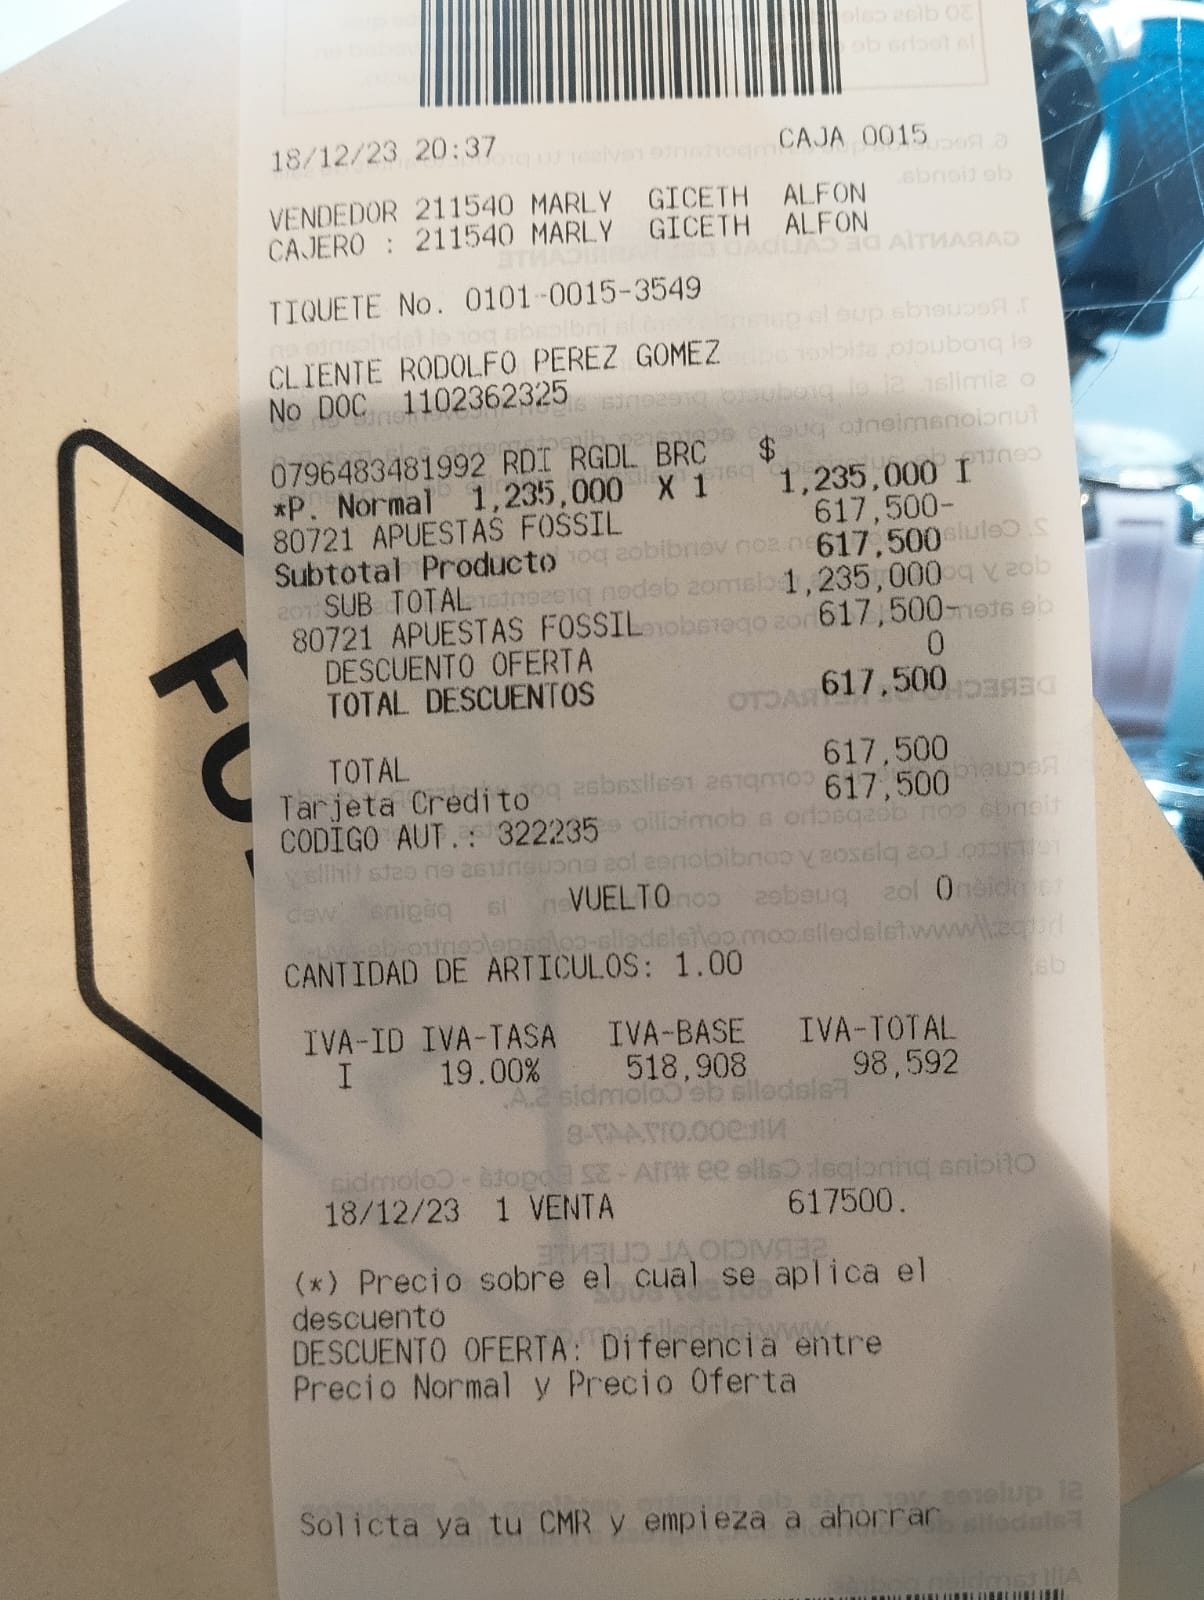 18/12/23 20:37 CAJA 0015
VENDEDOR 211540 MARLY GICETH ALFON
CAJERO : 211540 MARLY GICETH ALFON
TIQUETE No. 0101-0015-3549
CLIENTE RODOLFO PEREZ GOMEZ
No DOC 1102362325
0796483481992 RDI RGDL BRC $
*P. Normal 1,235,000 X 1 1,235,000 I
80721 APUESTAS FOSSIL 617,500-
Subtotal Producto 617,500
SUB TOTAL 1,235,000
80721 APUESTAS FOSSIL 617,500-
DESCUENTO OFERTA 0
TOTAL DESCUENTOS 617,500
TOTAL 617,500
Tarjeta Credito 617,500
CODIGO AUT.: 322235
VUELTO 0
CANTIDAD DE ARTICULOS: 1.00
IVA-ID IVA-TASA IVA-BASE IVA-TOTAL
I 19.00% 518,908 98,592
18/12/23 1 VENTA 617500.
(*) Precio sobre el cual se aplica el
descuento
DESCUENTO OFERTA: Diferencia entre
Precio Normal y Precio Oferta
Solicta ya tu CMR y empieza a ahorrar